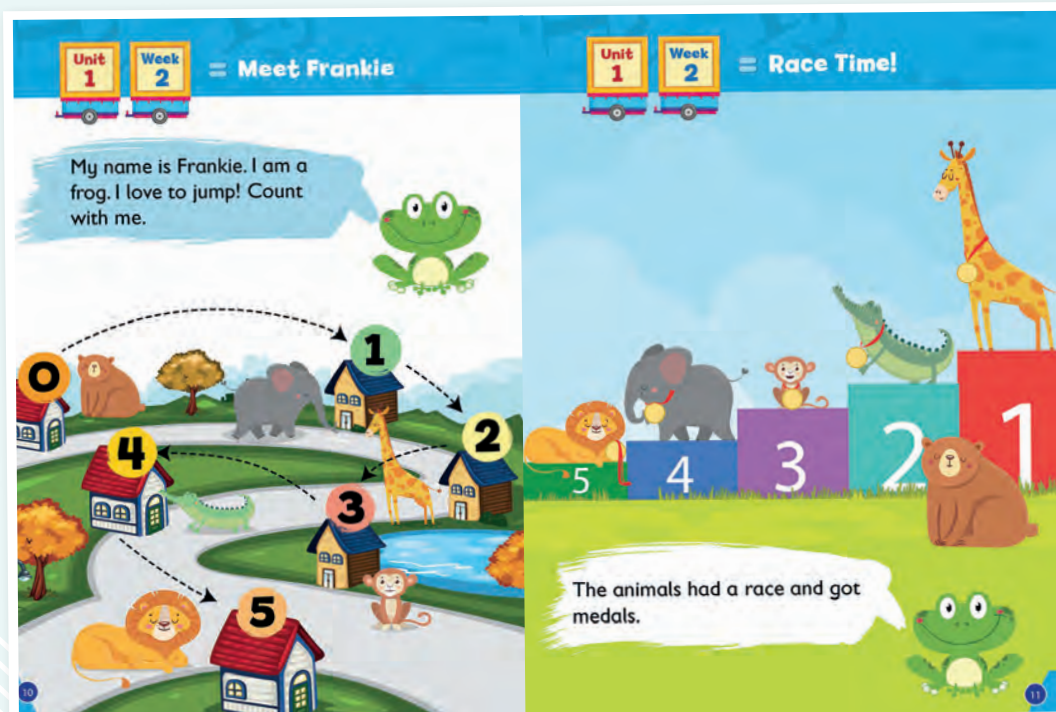 Unit
1
Week
2
= Meet Frankie
My name is Frankie. I am a
frog. I love to jump! Count
with me.
0
1
2
3
4
5
10
Unit
1
Week
2
= Race Time!
5
4
3
2
1
The animals had a race and got
medals.
11